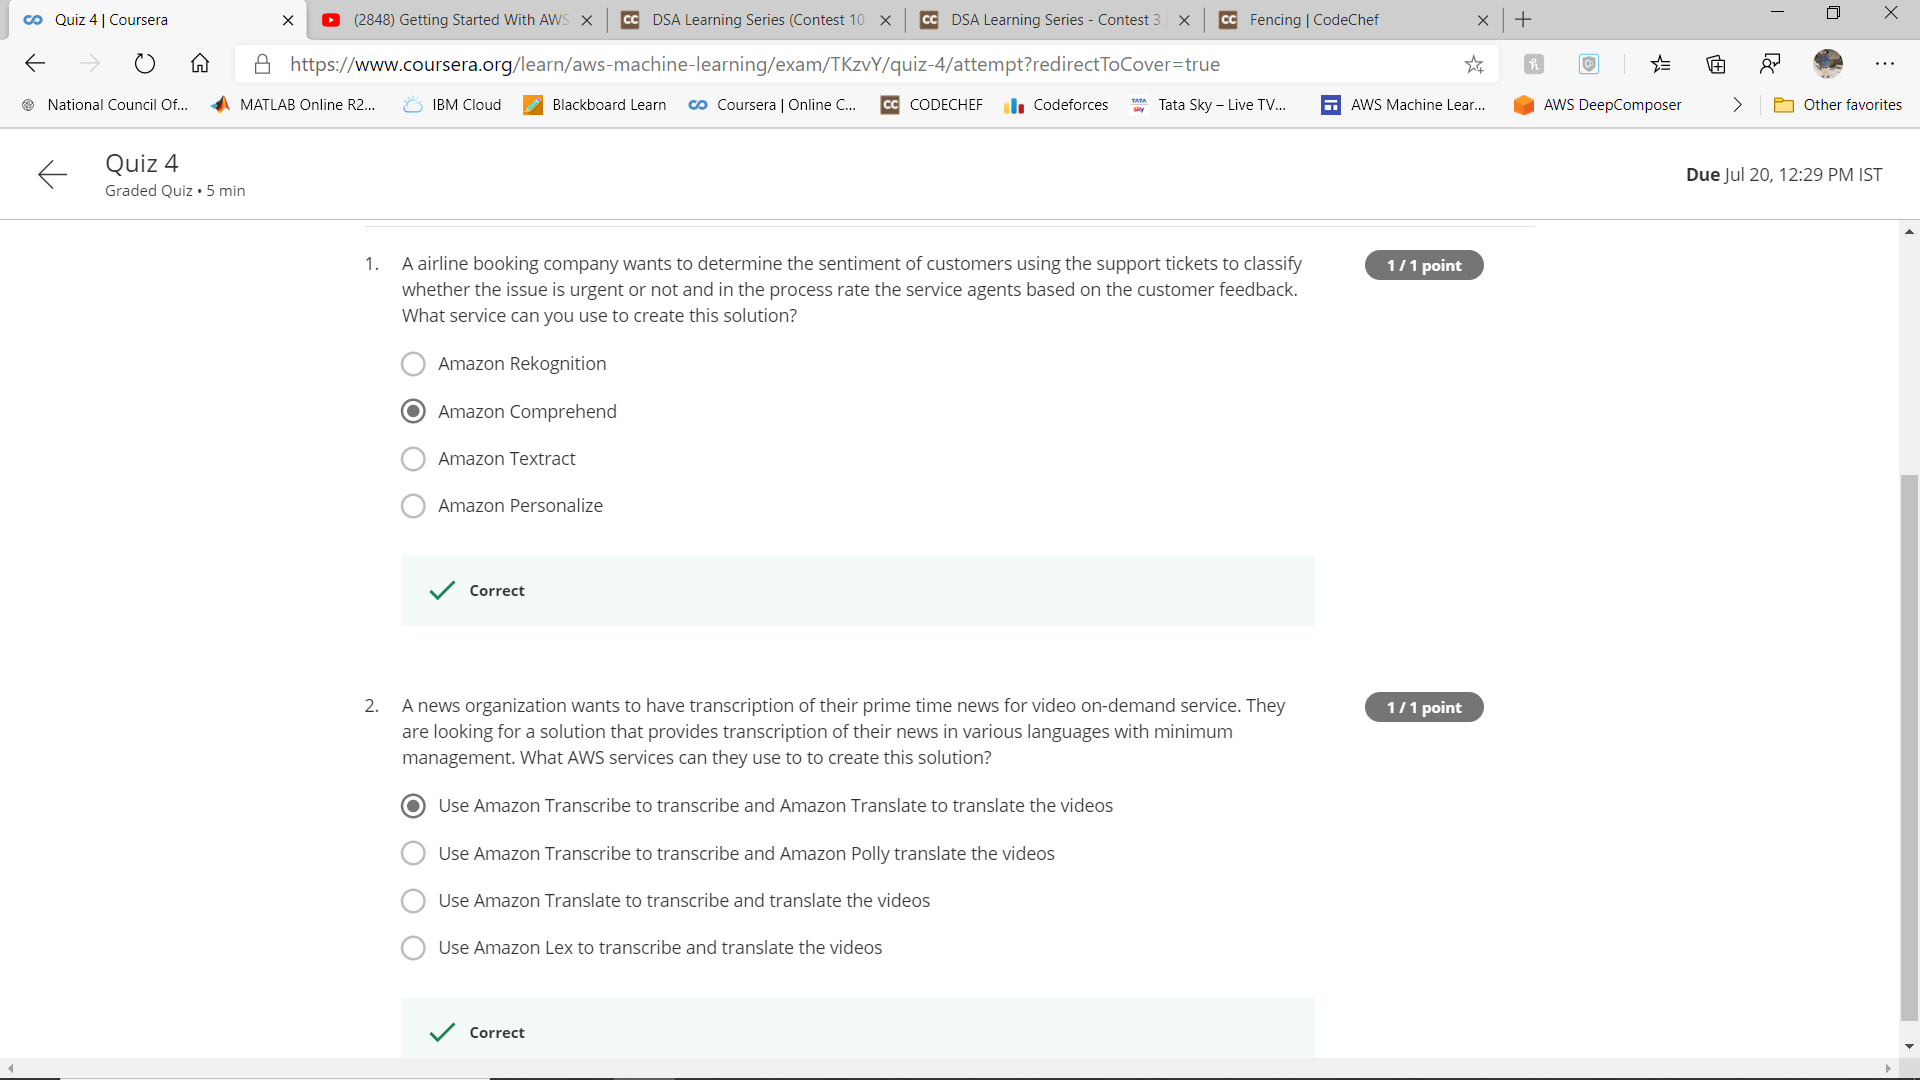 Quiz 4 | Coursera
(2848) Getting Started With AWS
CC DSA Learning Series (Contest 10
CC DSA Learning Series - Contest 3 |
CC Fencing | CodeChef
https://www.coursera.org/learn/aws-machine-learning/exam/TKzvY/quiz-4/attempt?redirectToCover=true
National Council Of...
MATLAB Online R2...
IBM Cloud
Blackboard Learn
Coursera | Online C...
CC CODECHEF
Codeforces
TATA sky Tata Sky – Live TV...
AWS Machine Lear...
AWS DeepComposer
Other favorites
Quiz 4
Graded Quiz • 5 min
Due Jul 20, 12:29 PM IST
1. A airline booking company wants to determine the sentiment of customers using the support tickets to classify
whether the issue is urgent or not and in the process rate the service agents based on the customer feedback.
What service can you use to create this solution?
1 / 1 point
Amazon Rekognition
Amazon Comprehend
Amazon Textract
Amazon Personalize
Correct
2. A news organization wants to have transcription of their prime time news for video on-demand service. They
are looking for a solution that provides transcription of their news in various languages with minimum
management. What AWS services can they use to to create this solution?
1 / 1 point
Use Amazon Transcribe to transcribe and Amazon Translate to translate the videos
Use Amazon Transcribe to transcribe and Amazon Polly translate the videos
Use Amazon Translate to transcribe and translate the videos
Use Amazon Lex to transcribe and translate the videos
Correct